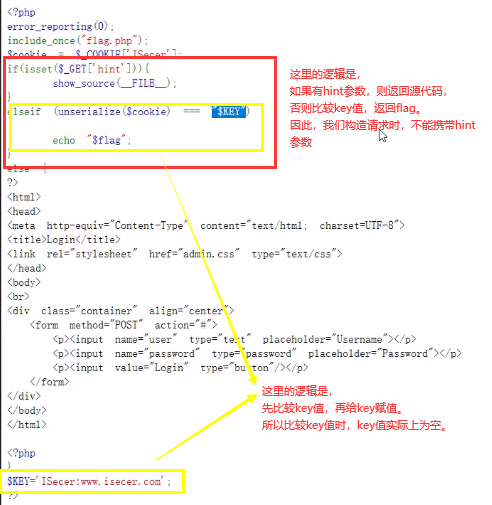 <?php
error_reporting(0);
include_once("flag.php");
$cookie = $_COOKIE['ISecer'];
if(isset($_GET['hint'])){
show_source(__FILE__);
}
elseif (unserialize($cookie) === "$KEY")
echo "$flag";
}
else {
?>
<html>
<head>
<meta http-equiv="Content-Type" content="text/html; charset=UTF-8">
<title>Login</title>
<link rel="stylesheet" href="admin.css" type="text/css">
</head>
<body>
<br>
<div class="container" align="center">
<form method="POST" action="#">
<p><input name="user" type="text" placeholder="Username"></p>
<p><input name="password" type="password" placeholder="Password"></p>
<p><input value="Login" type="button"/></p>
</form>
</div>
</body>
</html>
<?php
}
$KEY='ISecer:www.isecer.com';
?>
这里的逻辑是，
如果有hint参数，则返回源代码，
否则比较key值，返回flag。
因此，我们构造请求时，不能携带hint
参数
这里的逻辑是，
先比较key值，再给key赋值。
所以比较key值时，key值实际上为空。